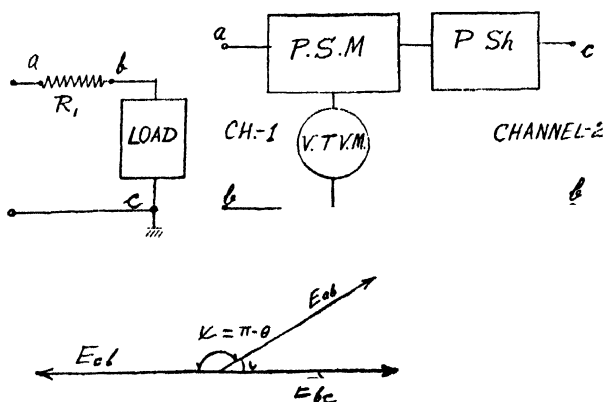 a
b
R₁
LOAD
c
a
P.S.M
P Sh
c
CH.-1
V.T V.M.
CHANNEL-2
b
b
= π-θ
Eab
Ecb
Ebc